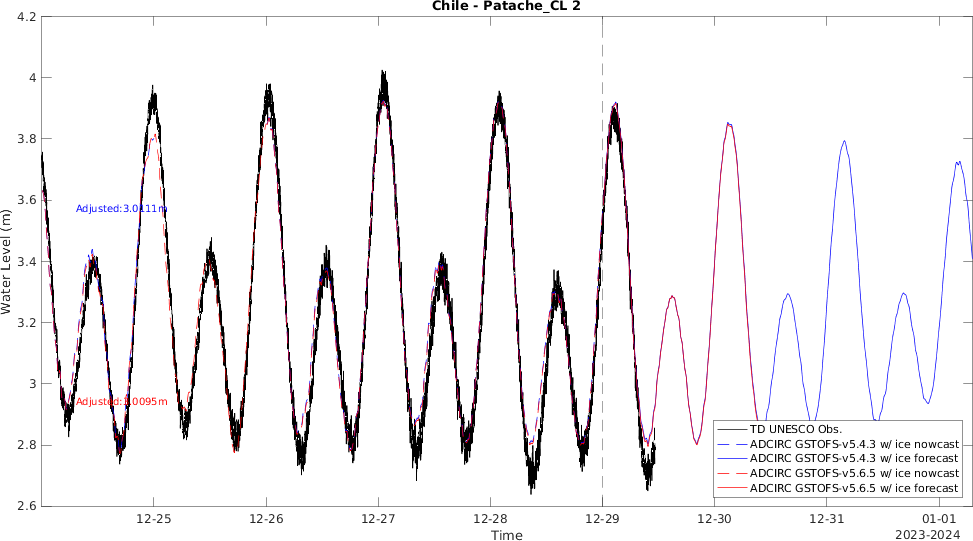 Chile - Patache_CL 2
4.2
4
3.8
3.6
3.4
3.2
3
2.8
2.6
Water Level (m)
Adjusted:3.0111m
Adjusted:3.0095m
TD UNESCO Obs.
ADCIRC GSTOFS-v5.4.3 w/ ice nowcast
ADCIRC GSTOFS-v5.4.3 w/ ice forecast
ADCIRC GSTOFS-v5.6.5 w/ ice nowcast
ADCIRC GSTOFS-v5.6.5 w/ ice forecast
12-25
12-26
12-27
12-28
12-29
12-30
12-31
01-01
Time
2023-2024